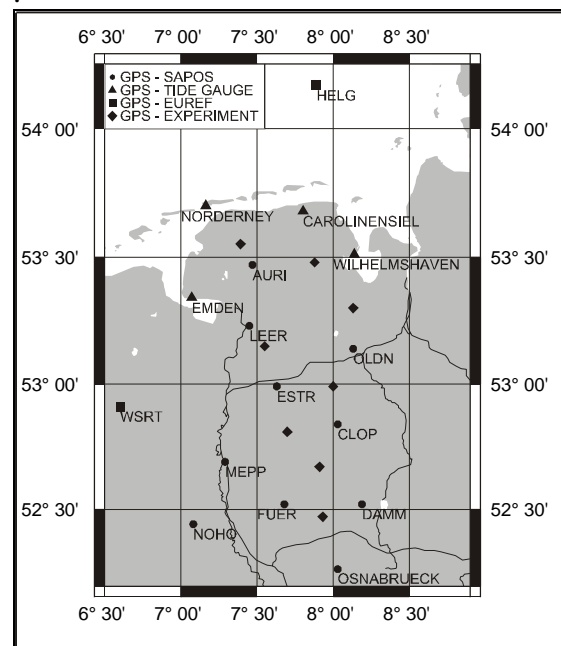 6° 30' 7° 00' 7° 30' 8° 00' 8° 30'
GPS - SAPOS
GPS - TIDE GAUGE
GPS - EUREF
GPS - EXPERIMENT
HELG
54° 00' 54° 00'
NORDERNEY
CAROLINENSIEL
53° 30' 53° 30'
WILHELMSHAVEN
AURI
EMDEN
LEER
OLDN
53° 00' 53° 00'
ESTR
WSRT
CLOP
MEPP
52° 30' 52° 30'
FUER DAMM
NOHO
OSNABRUECK
6° 30' 7° 00' 7° 30' 8° 00' 8° 30'